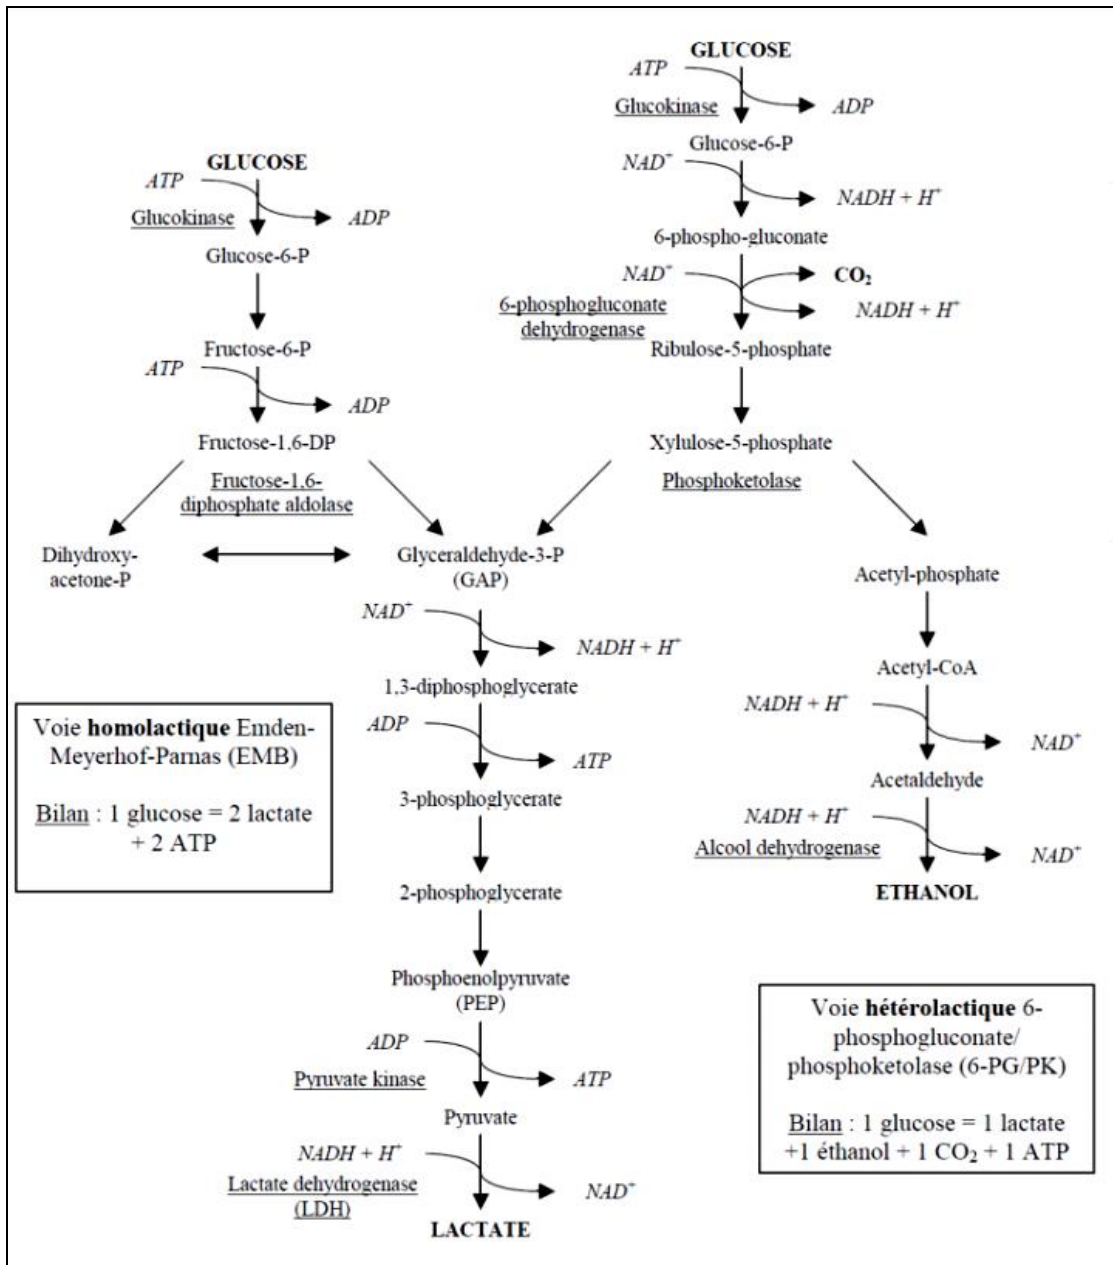 GLUCOSE
ATP
Glucokinase
ADP
Glucose-6-P
Fructose-6-P
ATP
ADP
Fructose-1,6-DP
Fructose-1,6-
diphosphate aldolase
Dihydroxy-
acetone-P
GLUCOSE
ATP
Glucokinase
ADP
Glucose-6-P
NAD⁺
NADH + H⁺
6-phospho-gluconate
NAD⁺
CO₂
6-phosphogluconate
dehydrogenase
NADH + H⁺
Ribulose-5-phosphate
Xylulose-5-phosphate
Phosphoketolase
Glyceraldehyde-3-P
(GAP)
NAD⁺
NADH + H⁺
1,3-diphosphoglycerate
ADP
ATP
3-phosphoglycerate
2-phosphoglycerate
Phosphoenolpyruvate
(PEP)
ADP
Pyruvate kinase
ATP
Pyruvate
NADH + H⁺
Lactate dehydrogenase
(LDH)
NAD⁺
LACTATE
Acetyl-phosphate
Acetyl-CoA
NADH + H⁺
NAD⁺
Acetaldehyde
NADH + H⁺
Alcool dehydrogenase
NAD⁺
ETHANOL
Voie homolactique Emden-
Meyerhof-Parnas (EMB)
Bilan : 1 glucose = 2 lactate
+ 2 ATP
Voie hétérolactique 6-
phosphogluconate/
phosphoketolase (6-PG/PK)
Bilan : 1 glucose = 1 lactate
+1 éthanol + 1 CO₂ + 1 ATP